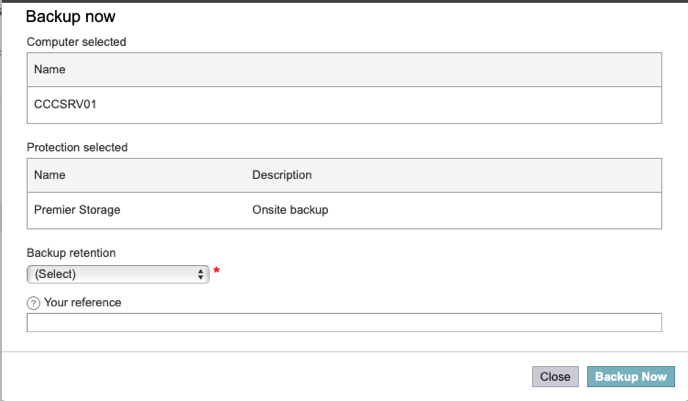 Backup now
Computer selected
Name
CCCSRV01
Protection selected
Name Description
Premier Storage Onsite backup
Backup retention
(Select) *
? Your reference
Close Backup Now